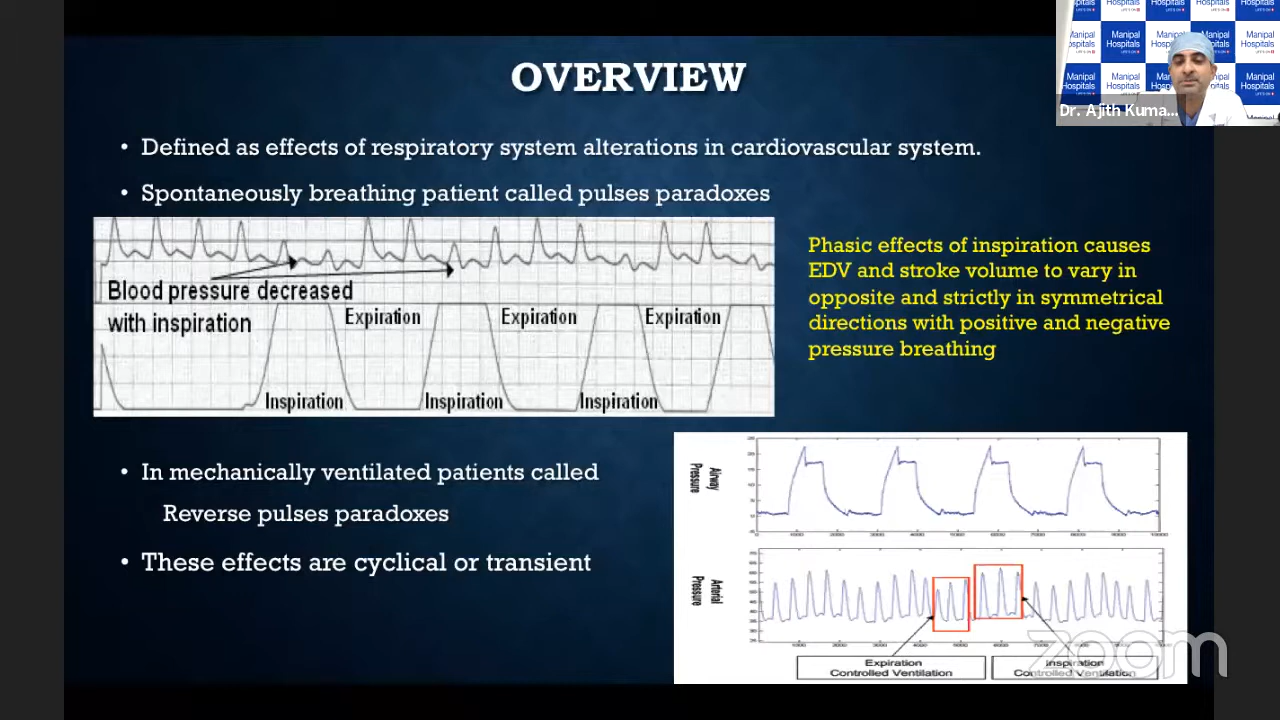 OVERVIEW
• Defined as effects of respiratory system alterations in cardiovascular system.
• Spontaneously breathing patient called pulses paradoxes
Blood pressure decreased
with inspiration
Expiration
Expiration
Expiration
Inspiration
Inspiration
Inspiration
Phasic effects of inspiration causes
EDV and stroke volume to vary in
opposite and strictly in symmetrical
directions with positive and negative
pressure breathing
• In mechanically ventilated patients called
Reverse pulses paradoxes
• These effects are cyclical or transient
Airway
Pressure
Arterial
Pressure
Expiration
Controlled Ventilation
Inspiration
Controlled Ventilation
zoom
Manipal
Hospitals
Manipal
Hospitals
Manipal
Hospitals
Dr. Ajith Kuma...